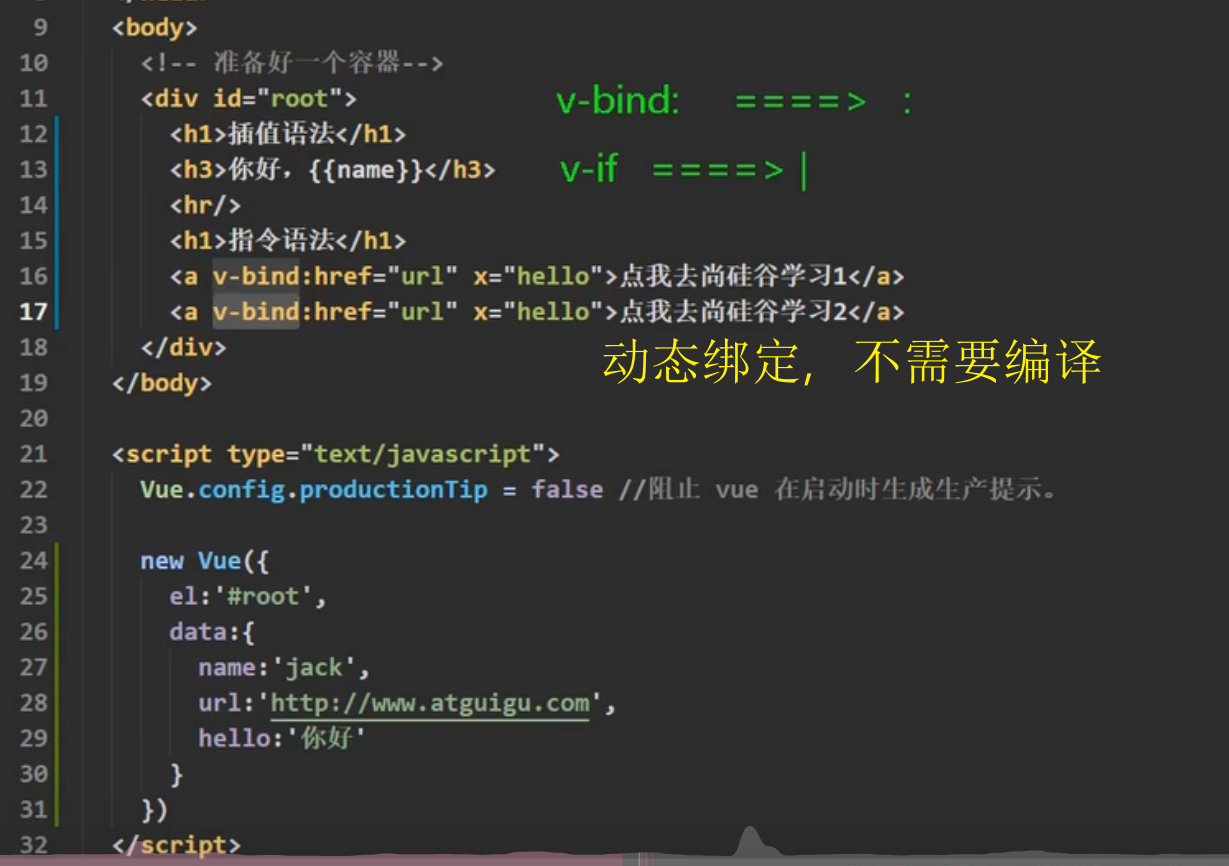 9 <body>
10 <!-- 准备好一个容器-->
11 <div id="root">
v-bind: ====> :
12 <h1>插值语法</h1>
13 <h3>你好，{{name}}</h3>
v-if ====>
14 <hr/>
15 <h1>指令语法</h1>
16 <a v-bind:href="url" x="hello">点我去尚硅谷学习1</a>
17 <a v-bind:href="url" x="hello">点我去尚硅谷学习2</a>
18 </div>
动态绑定，不需要编译
19 </body>
20
21 <script type="text/javascript">
22 Vue.config.productionTip = false //阻止 vue 在启动时生成生产提示。
23
24 new Vue({
25 el:'#root',
26 data:{
27 name:'jack',
28 url:'http://www.atguigu.com',
29 hello:'你好'
30 }
31 })
32 </script>